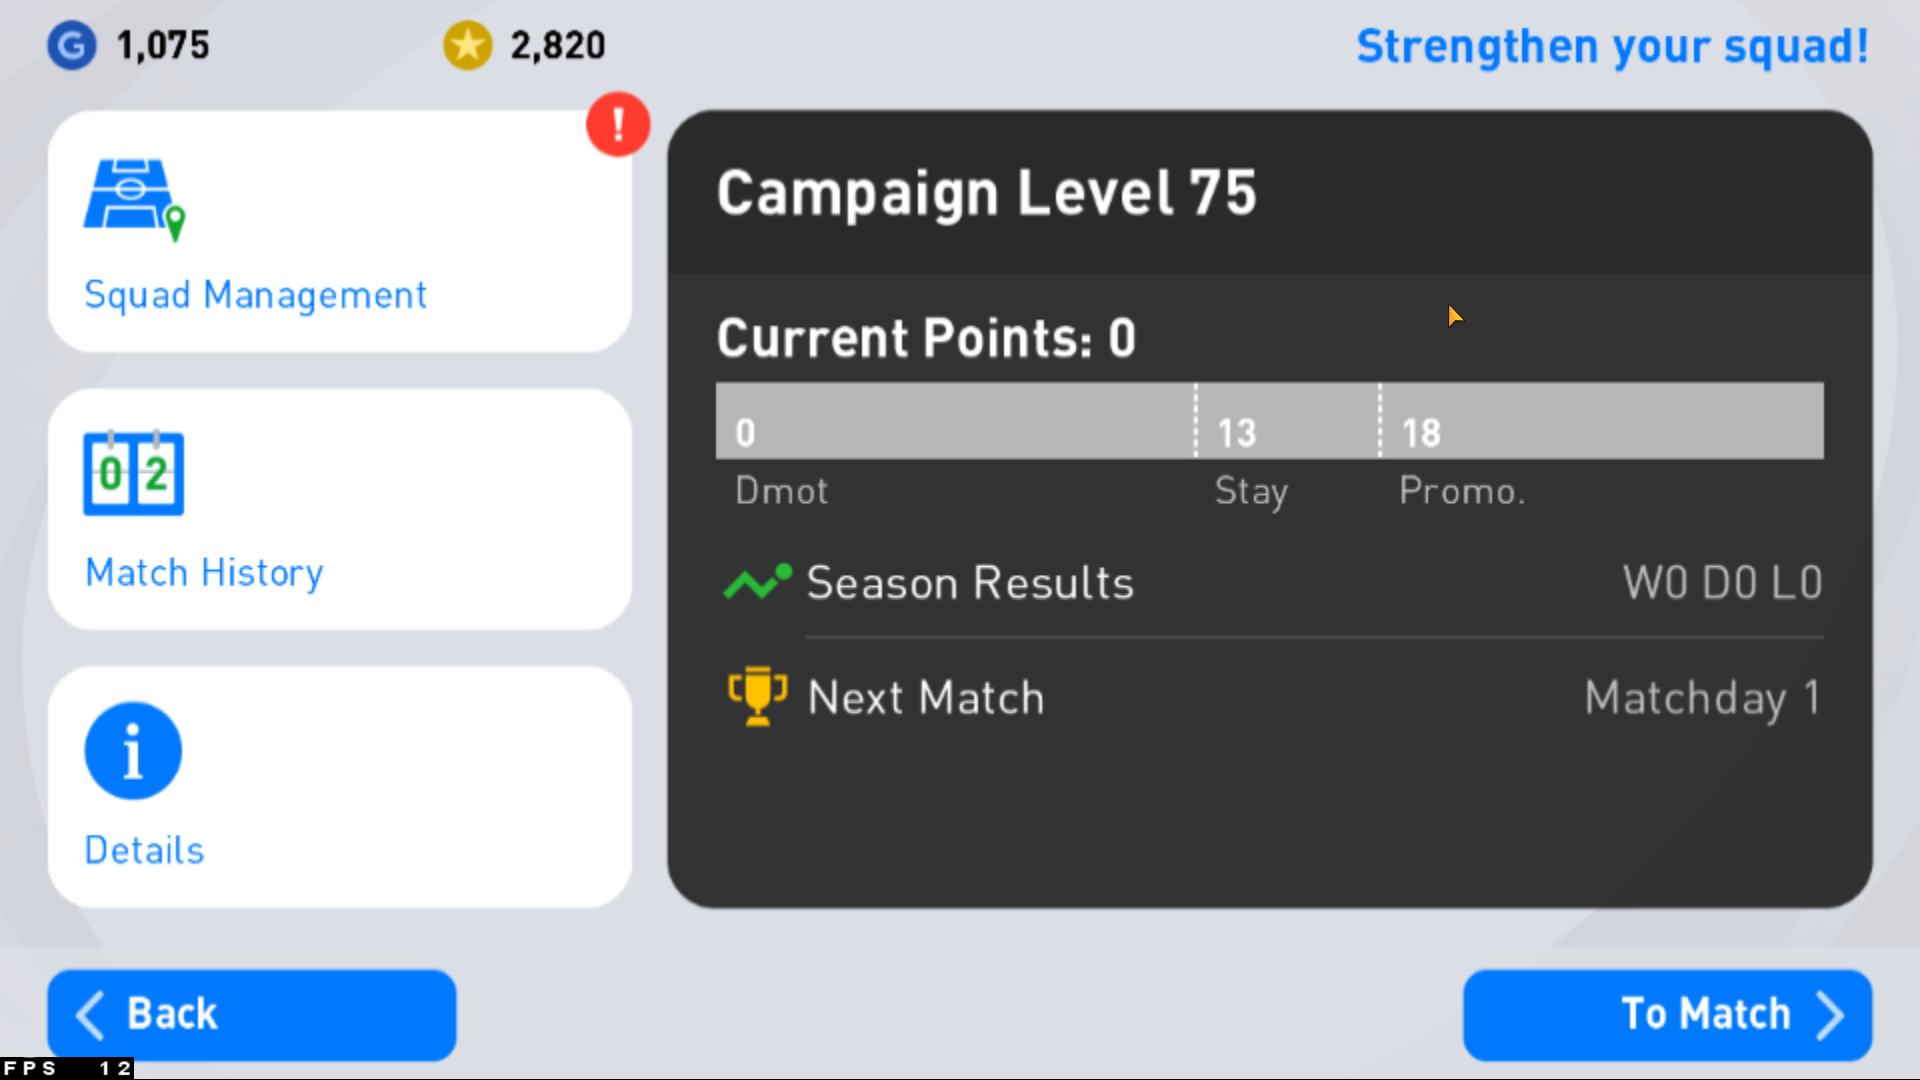 G 1,075
2,820
Strengthen your squad!
!
Squad Management
02
Match History
i
Details
Campaign Level 75
Current Points: 0
0
13
18
Dmot
Stay
Promo.
Season Results
W0 D0 L0
Next Match
Matchday 1
Back
To Match
FPS 12